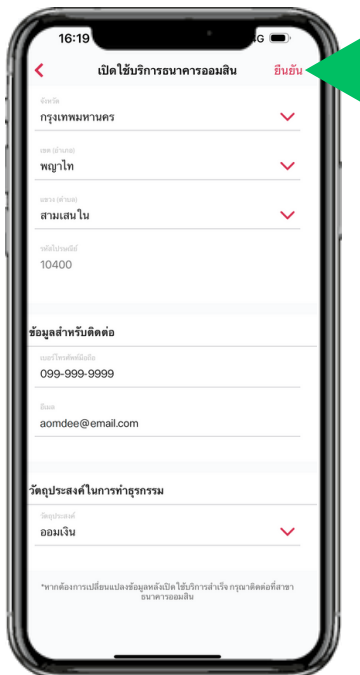 16:19
G
เปิดใช้บริการธนาคารออมสิน ยืนยัน
จังหวัด
กรุงเทพมหานคร
เขต (อำเภอ)
พญาไท
แขวง (ตำบล)
สามเสนใน
รหัสไปรษณีย์
10400
ข้อมูลสำหรับติดต่อ
เบอร์โทรศัพท์มือถือ
099-999-9999
อีเมล
aomdee@email.com
วัตถุประสงค์ในการทำธุรกรรม
วัตถุประสงค์
ออมเงิน
*หากต้องการเปลี่ยนแปลงข้อมูลหลังเปิดใช้บริการสำเร็จ กรุณาติดต่อที่สาขา
ธนาคารออมสิน